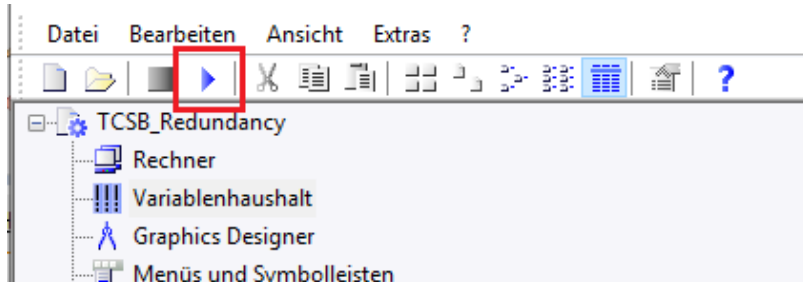 Datei Bearbeiten Ansicht Extras ?
?
TCSB_Redundancy
Rechner
Variablenhaushalt
Graphics Designer
Menüs und Symbolleisten